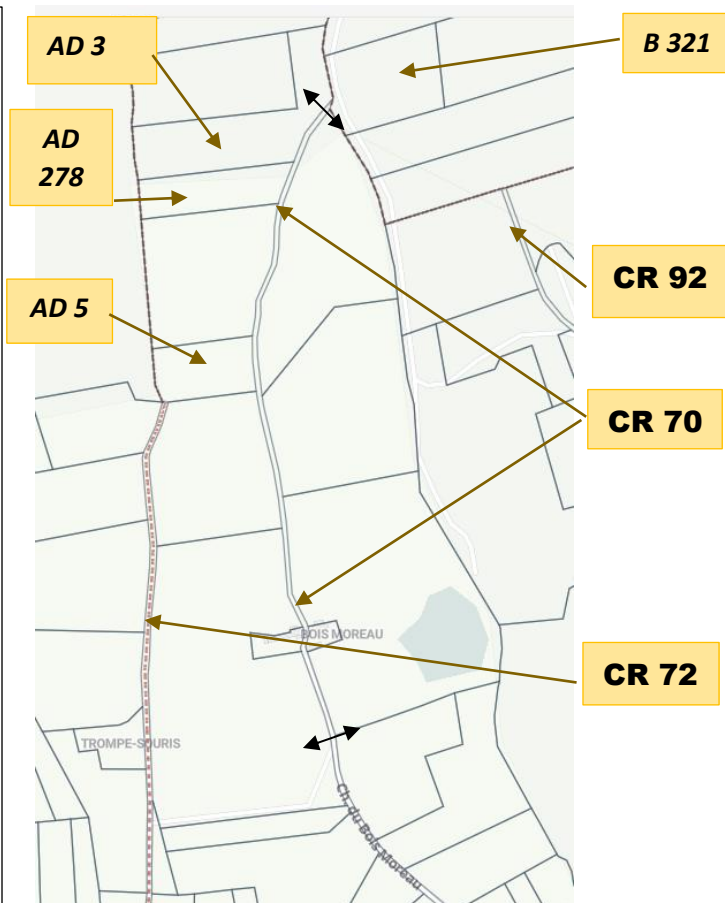 AD 3
B 321
AD
278
CR 92
AD 5
CR 70
BOIS MOREAU
CR 72
TROMPE-SOURIS
Ch. du Bois Moreau